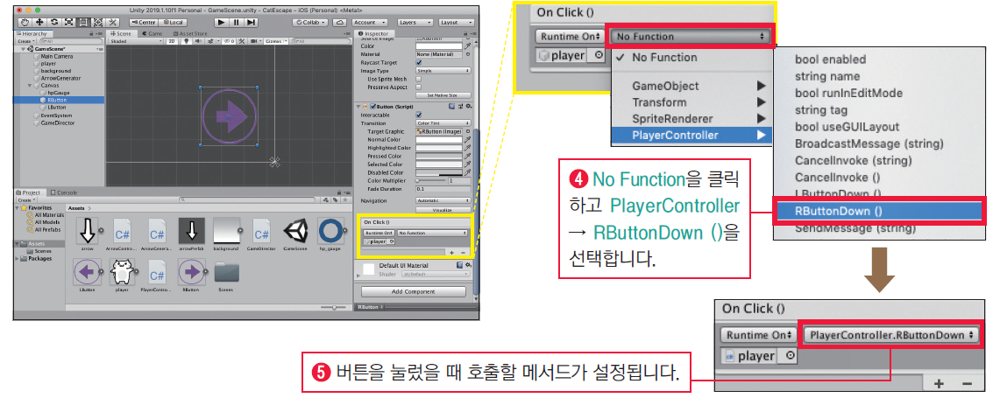 Unity 2019.1.10f1 Personal - GameScene.unity - CatEscape - iOS (Personal) <Metal>
Center Local Collab Account Layers Layout
Hierarchy
Create All
GameScene*
Main Camera
player
background
ArrowGenerator
Canvas
hpGauge
RButton
LButton
EventSystem
GameDirector
Scene Game Asset Store
Shaded 2D Gizmos All
Inspector
Source Image
Color
Material None (Material)
Raycast Target
Image Type Simple
Use Sprite Mesh
Preserve Aspect
Set Native Size
Button (Script)
Interactable
Transition Color Tint
Target Graphic RButton (Image)
Normal Color
Highlighted Color
Pressed Color
Selected Color
Disabled Color
Color Multiplier 1
Fade Duration 0.1
Navigation Automatic
Visualize
On Click ()
Runtime On No Function
player
+ −
Default UI Material
Shader UI/Default
Add Component
RButton
Project Console
Create
Favorites
All Materials
All Models
All Prefabs
Assets
Scenes
Packages
Assets >
arrow ArrowContro... ArrowGenera... arrowPrefab background GameDirector GameScene hp_gauge
LButton player PlayerContro... RButton Scenes
On Click ()
Runtime On No Function
player
✓ No Function
GameObject
Transform
SpriteRenderer
PlayerController
bool enabled
string name
bool runInEditMode
string tag
bool useGUILayout
BroadcastMessage (string)
CancelInvoke (string)
CancelInvoke ()
LButtonDown ()
RButtonDown ()
SendMessage (string)
❹ No Function을 클릭
하고 PlayerController
→ RButtonDown ()을
선택합니다.
On Click ()
Runtime On PlayerController.RButtonDown
player
+ −
❺ 버튼을 눌렀을 때 호출할 메서드가 설정됩니다.